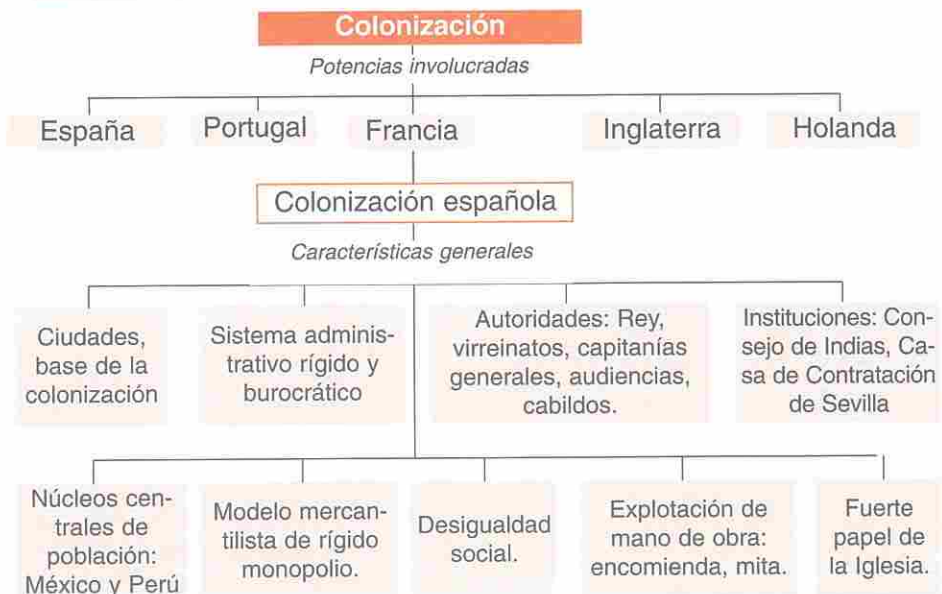 Colonización
Potencias involucradas
España
Portugal
Francia
Inglaterra
Holanda
Colonización española
Características generales
Ciudades,
base de la
colonización
Sistema adminis-
trativo rígido y
burocrático
Autoridades: Rey,
virreinatos, capitanías
generales, audiencias,
cabildos.
Instituciones: Con-
sejo de Indias, Ca-
sa de Contratación
de Sevilla
Núcleos cen-
trales de
población:
México y Perú
Modelo mercan-
tilista de rígido
monopolio.
Desigualdad
social.
Explotación de
mano de obra:
encomienda, mita.
Fuerte
papel de
la Iglesia.